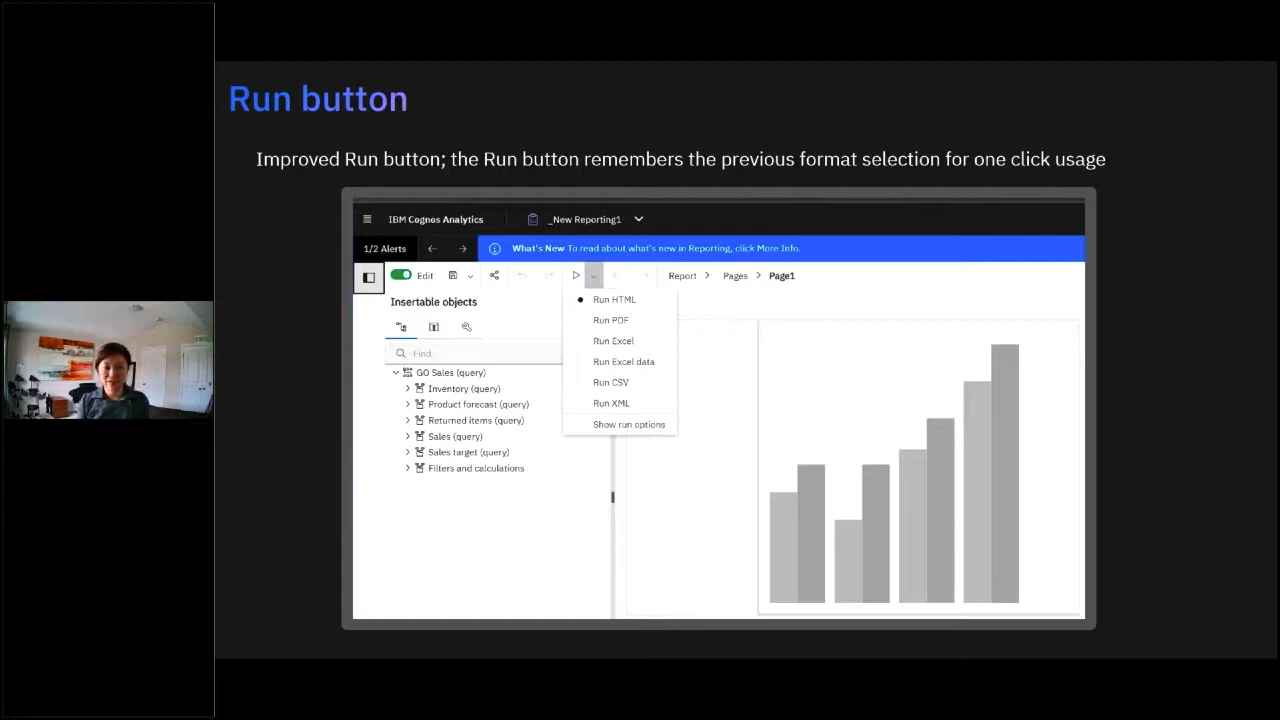 Run button
Improved Run button; the Run button remembers the previous format selection for one click usage
IBM Cognos Analytics
_New Reporting1
1/2 Alerts
What's New To read about what's new in Reporting, click More Info.
Edit
Report
Pages
Page1
Insertable objects
Find
GO Sales (query)
Inventory (query)
Product forecast (query)
Returned items (query)
Sales (query)
Sales target (query)
Filters and calculations
Run HTML
Run PDF
Run Excel
Run Excel data
Run CSV
Run XML
Show run options